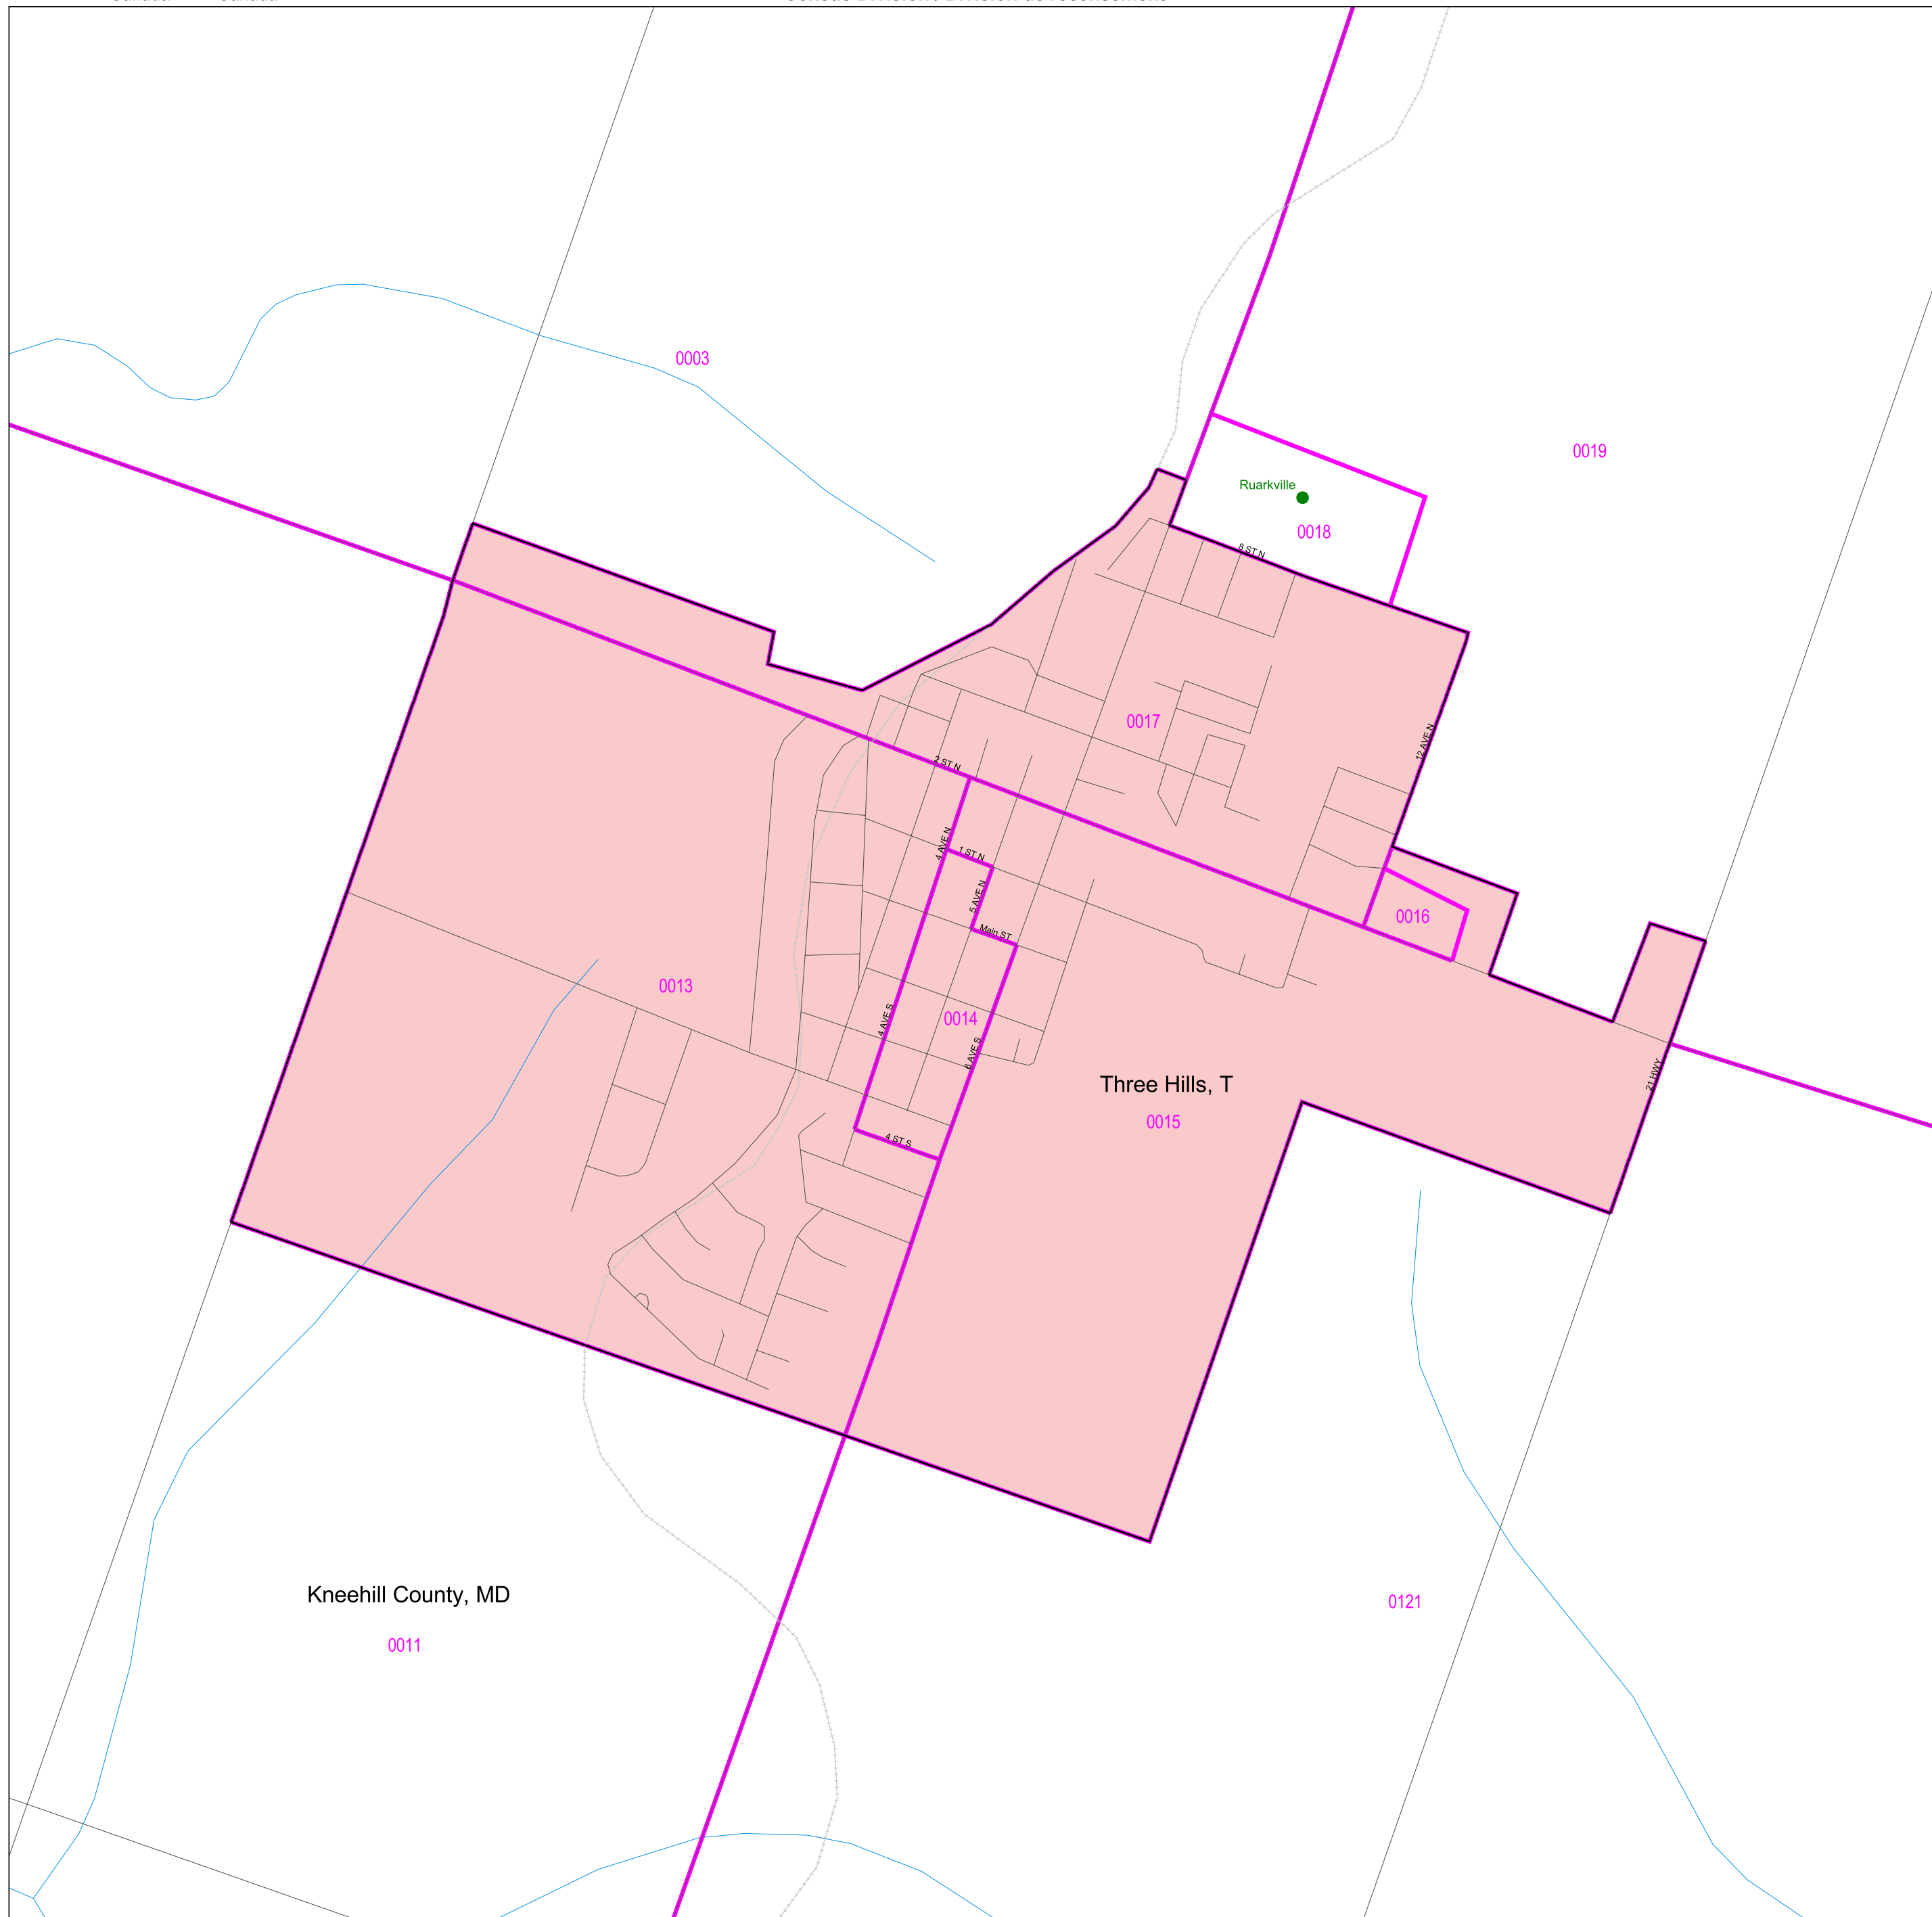 0003
0019
Ruarkville
0018
8 ST N
0017
12 AVE N
2 ST N
4 AVE N
1 ST N
5 AVE N
0016
Main ST
0013
0014
4 AVE S
6 AVE S
21 HWY
Three Hills, T
0015
4 ST S
Kneehill County, MD
0121
0011